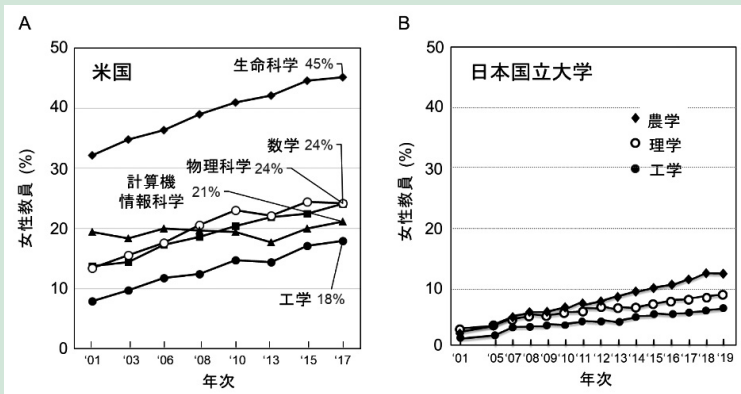 A
50
40
30
20
10
0
女性教員 (%)
米国
生命科学 45%
数学 24%
物理科学 24%
計算機
情報科学 21%
工学 18%
'01
'03
'06
'08
'10
'13
'15
'17
年次
B
50
40
30
20
10
0
女性教員 (%)
日本国立大学
農学
理学
工学
'01
'05
'07
'08
'09
'10
'11
'12
'13
'14
'15
'16
'17
'18
'19
年次